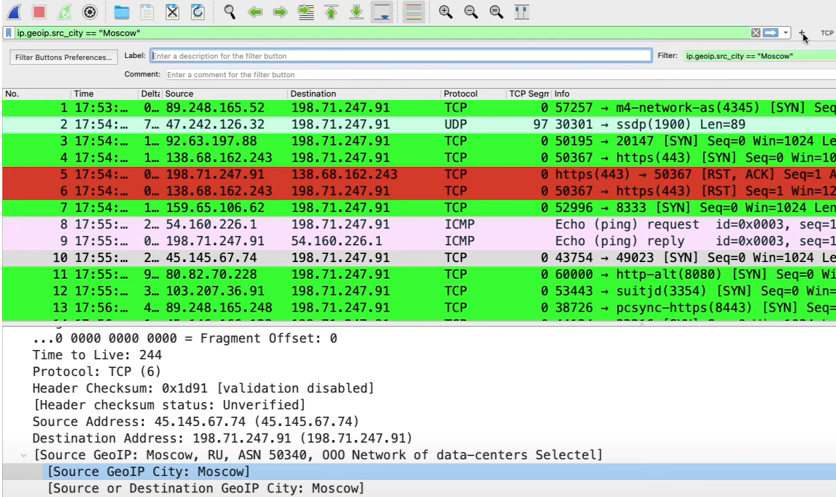 ip.geoip.src_city == "Moscow"
TCP
Filter Buttons Preferences...
Label:
Enter a description for the filter button
Filter:
ip.geoip.src_city == "Moscow"
Comment:
Enter a comment for the filter button
No. Time Delta Source Destination Protocol TCP Segm Info
1 17:53:… 0… 89.248.165.52 198.71.247.91 TCP 0 57257 → m4-network-as(4345) [SYN] Seq
2 17:54:… 7… 47.242.126.32 198.71.247.91 UDP 97 30301 → ssdp(1900) Len=89
3 17:54:… 1… 92.63.197.88 198.71.247.91 TCP 0 50195 → 20147 [SYN] Seq=0 Win=1024 Le
4 17:54:… 1… 138.68.162.243 198.71.247.91 TCP 0 50367 → https(443) [SYN] Seq=0 Win=10
5 17:54:… 0… 198.71.247.91 138.68.162.243 TCP 0 https(443) → 50367 [RST, ACK] Seq=1 A
6 17:54:… 0… 138.68.162.243 198.71.247.91 TCP 0 50367 → https(443) [RST] Seq=1 Win=12
7 17:54:… 1… 159.65.106.62 198.71.247.91 TCP 0 52996 → 8333 [SYN] Seq=0 Win=1024 Len
8 17:55:… 2… 54.160.226.1 198.71.247.91 ICMP Echo (ping) request id=0x0003, seq=1
9 17:55:… 0… 198.71.247.91 54.160.226.1 ICMP Echo (ping) reply id=0x0003, seq=
10 17:55:… 2… 45.145.67.74 198.71.247.91 TCP 0 43754 → 49023 [SYN] Seq=0 Win=1024 Le
11 17:55:… 9… 80.82.70.228 198.71.247.91 TCP 0 60000 → http-alt(8080) [SYN] Seq=0 Wi
12 17:55:… 3… 103.207.36.91 198.71.247.91 TCP 0 53443 → suitjd(3354) [SYN] Seq=0 Win=
13 17:56:… 4… 89.248.165.248 198.71.247.91 TCP 0 38726 → pcsync-https(8443) [SYN] Seq=
...0 0000 0000 0000 = Fragment Offset: 0
Time to Live: 244
Protocol: TCP (6)
Header Checksum: 0x1d91 [validation disabled]
[Header checksum status: Unverified]
Source Address: 45.145.67.74 (45.145.67.74)
Destination Address: 198.71.247.91 (198.71.247.91)
[Source GeoIP: Moscow, RU, ASN 50340, OOO Network of data-centers Selectel]
[Source GeoIP City: Moscow]
[Source or Destination GeoIP City: Moscow]